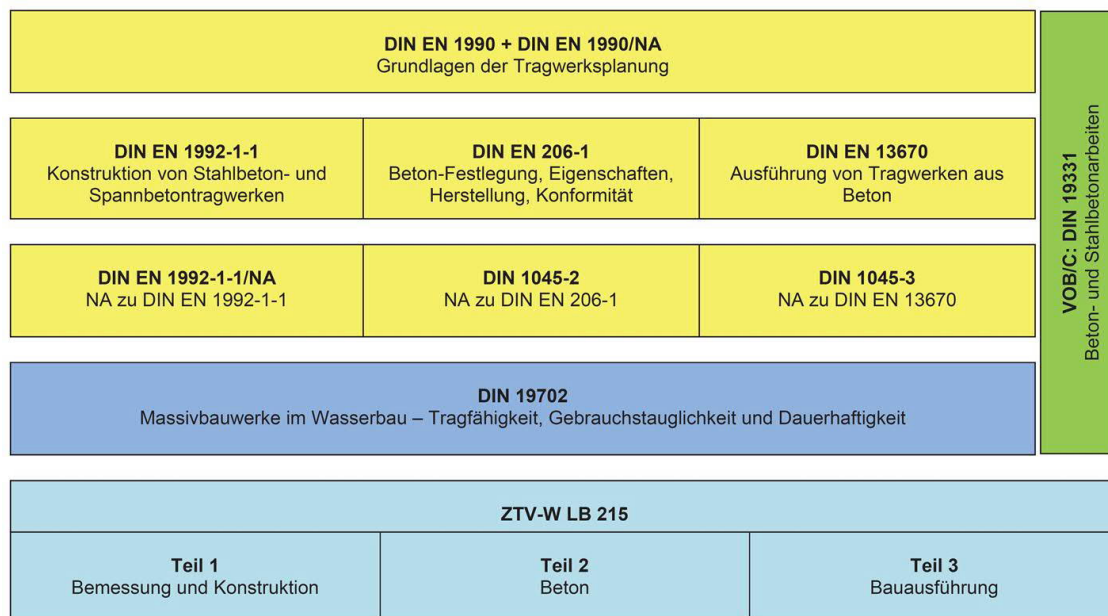 DIN EN 1990 + DIN EN 1990/NA
Grundlagen der Tragwerksplanung
DIN EN 1992-1-1
Konstruktion von Stahlbeton- und
Spannbetontragwerken
DIN EN 206-1
Beton-Festlegung, Eigenschaften,
Herstellung, Konformität
DIN EN 13670
Ausführung von Tragwerken aus
Beton
DIN EN 1992-1-1/NA
NA zu DIN EN 1992-1-1
DIN 1045-2
NA zu DIN EN 206-1
DIN 1045-3
NA zu DIN EN 13670
DIN 19702
Massivbauwerke im Wasserbau – Tragfähigkeit, Gebrauchstauglichkeit und Dauerhaftigkeit
VOB/C: DIN 19331
Beton- und Stahlbetonarbeiten
ZTV-W LB 215
Teil 1
Bemessung und Konstruktion
Teil 2
Beton
Teil 3
Bauausführung